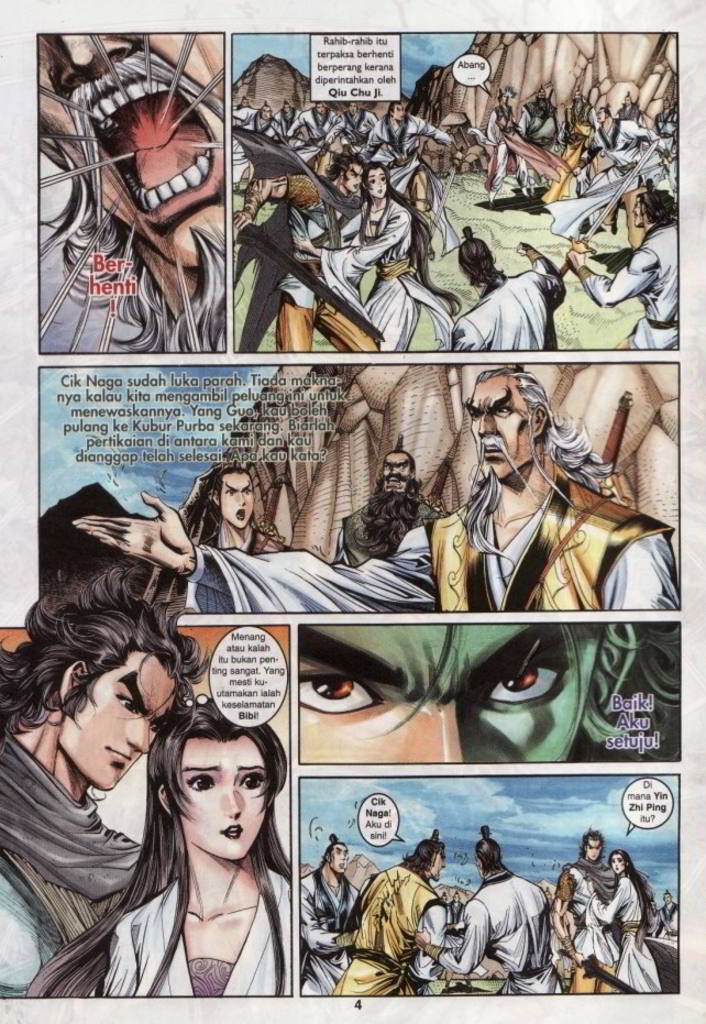 Ber-
henti
!
Rahib-rahib itu
terpaksa berhenti
berperang kerana
diperintahkan oleh
Qiu Chu Ji.
Abang
...
Cik Naga sudah luka parah. Tiada makna-
nya kalau kita mengambil peluang ini untuk
menewaskannya. Yang Guo, kau boleh
pulang ke Kubur Purba sekarang. Biarlah
pertikaian di antara kami dan kau
dianggap telah selesai. Apa kau kata?
Menang
atau kalah
itu bukan pen-
ting sangat. Yang
mesti ku-
utamakan ialah
keselamatan
Bibi!
Baik!
Aku
setuju!
Cik
Naga!
Aku di
sini!
Di
mana Yin
Zhi Ping
itu?
4